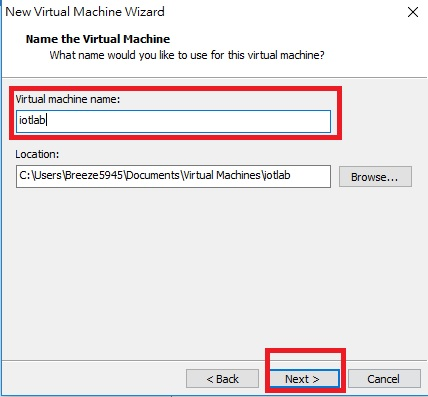 New Virtual Machine Wizard
Name the Virtual Machine
What name would you like to use for this virtual machine?
Virtual machine name:
iotlab
Location:
C:\Users\Breeze5945\Documents\Virtual Machines\iotlab
Browse...
< Back
Next >
Cancel